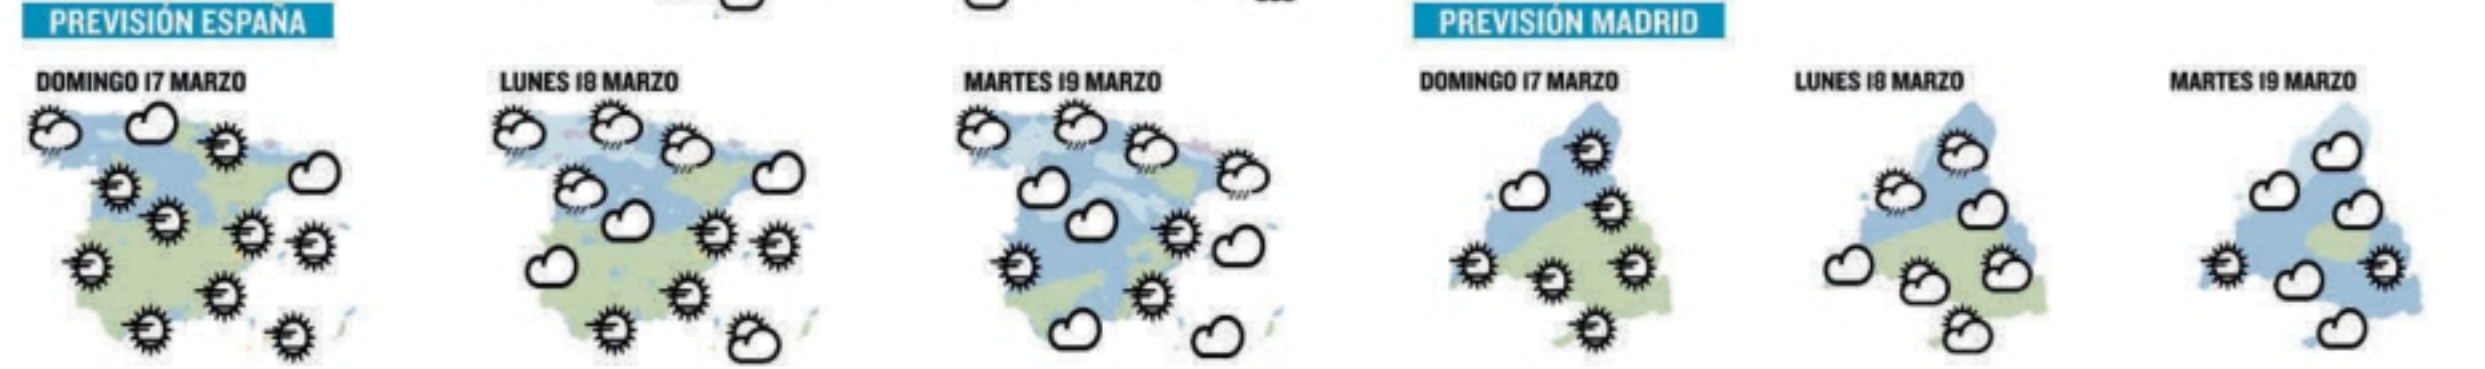 PREVISIÓN ESPAÑA
DOMINGO 17 MARZO
LUNES 18 MARZO
MARTES 19 MARZO
PREVISIÓN MADRID
DOMINGO 17 MARZO
LUNES 18 MARZO
MARTES 19 MARZO